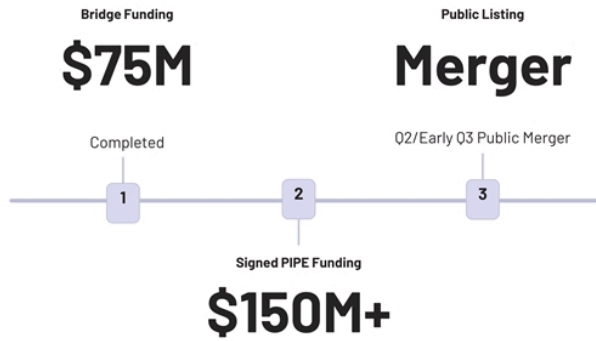 Bridge Funding
$75M
Completed
1
2
Signed PIPE Funding
$150M+
Public Listing
Merger
Q2/Early Q3 Public Merger
3